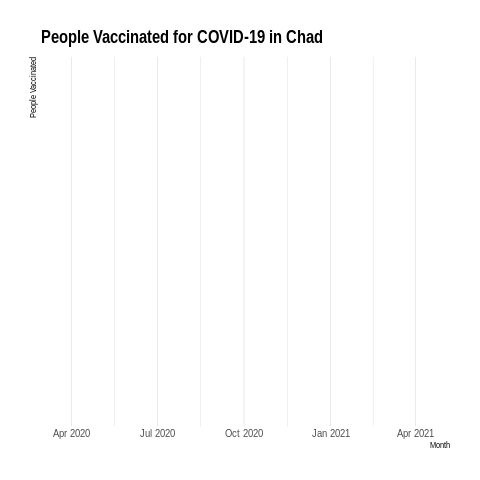 People Vaccinated for COVID-19 in Chad
People Vaccinated
Apr 2020
Jul 2020
Oct 2020
Jan 2021
Apr 2021
Month